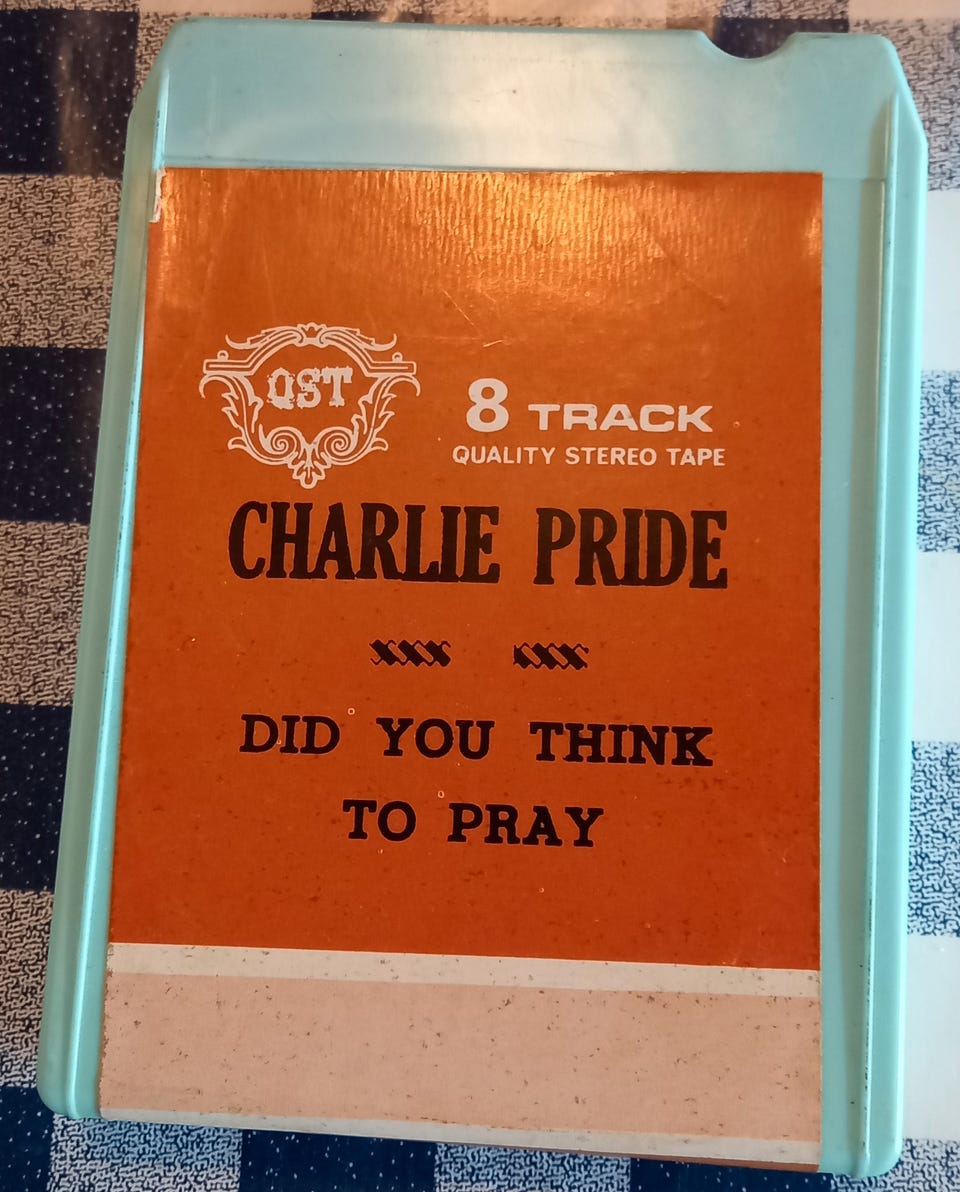 QST
8 TRACK
QUALITY STEREO TAPE
CHARLIE PRIDE
DID YOU THINK
TO PRAY